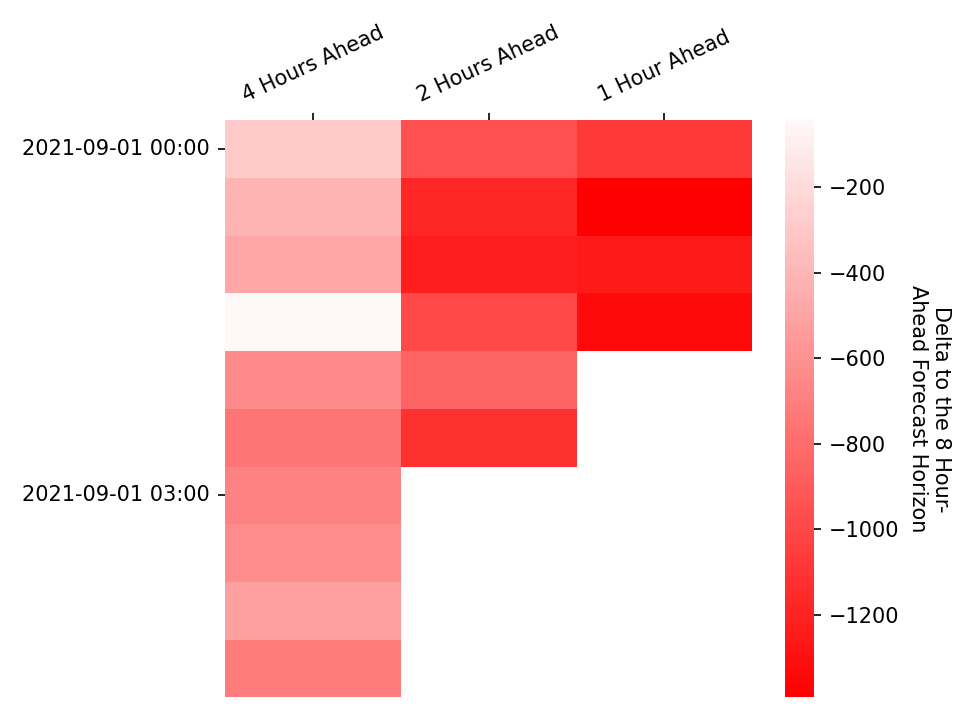 4 Hours Ahead
2 Hours Ahead
1 Hour Ahead
2021-09-01 00:00
2021-09-01 03:00
−200
−400
−600
−800
−1000
−1200
Delta to the 8 Hour-
Ahead Forecast Horizon